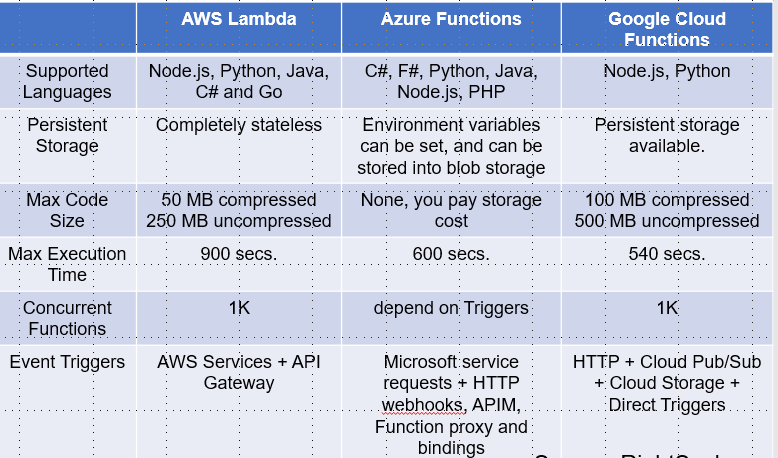 AWS Lambda
Azure Functions
Google Cloud
Functions
Supported
Languages
Node.js, Python, Java,
C# and Go
C#, F#, Python, Java,
Node.js, PHP
Node.js, Python
Persistent
Storage
Completely stateless
Environment variables
can be set, and can be
stored into blob storage
Persistent storage
available.
Max Code
Size
50 MB compressed
250 MB uncompressed
None, you pay storage
cost
100 MB compressed
500 MB uncompressed
Max Execution
Time
900 secs.
600 secs.
540 secs.
Concurrent
Functions
1K
depend on Triggers
1K
Event Triggers
AWS Services + API
Gateway
Microsoft service
requests + HTTP
webhooks, APIM,
Function proxy and
bindings
HTTP + Cloud Pub/Sub
+ Cloud Storage +
Direct Triggers